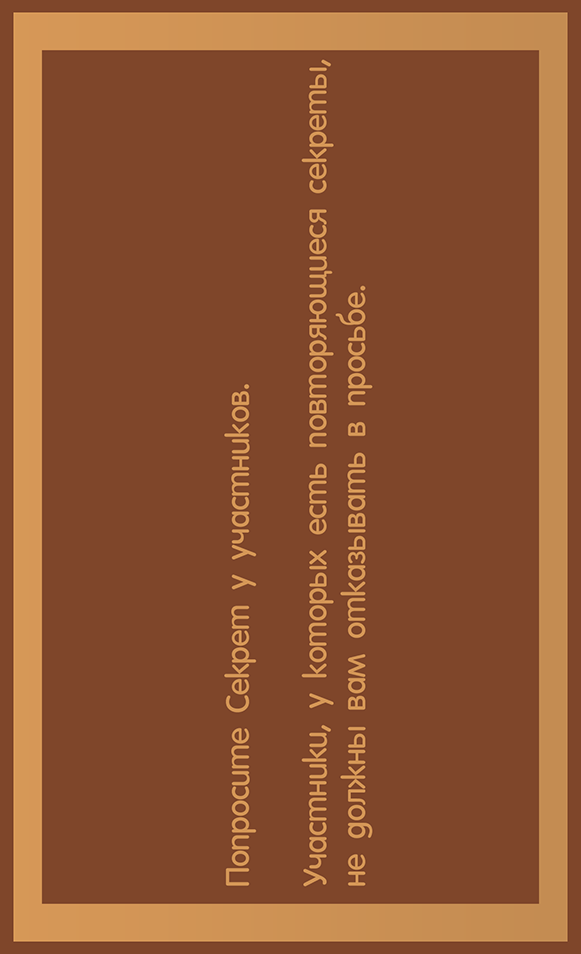 Попросите Секрет у участников.
Участники, у которых есть повторяющиеся секреты,
не должны вам отказывать в просьбе.